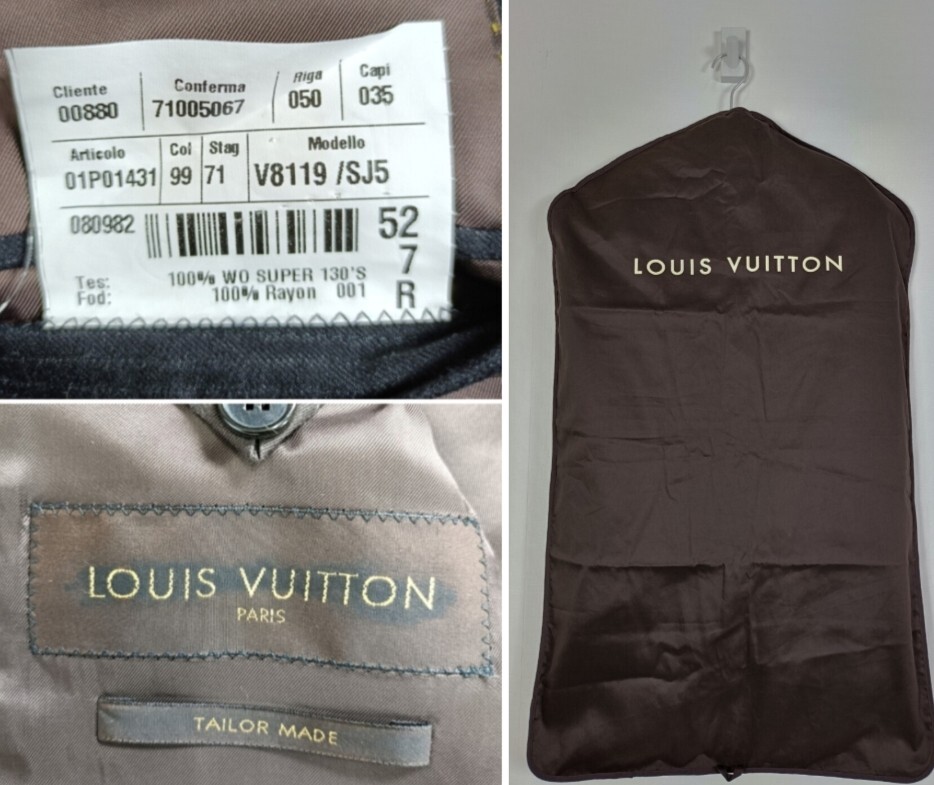 Cliente Conferma Riga Capi
00880 71005067 050 035
Articolo Col Stag Modello
01P01431 99 71 V8119 /SJ5
080982 52
7
R
Tes: 100% WO SUPER 130'S
Fod: 100% Rayon 001
LOUIS VUITTON
PARIS
TAILOR MADE
LOUIS VUITTON